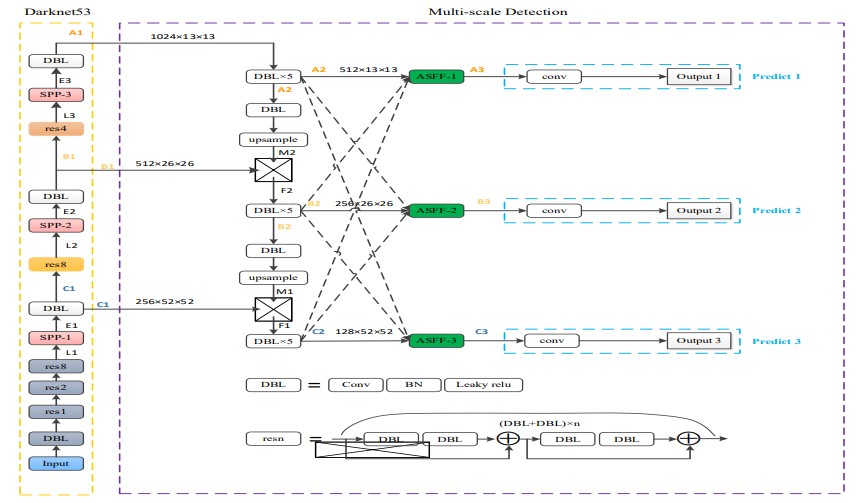 Darknet53
Multi-scale Detection
A1
1024×13×13
DBL
E3
SPP-3
L3
res4
B1
B1
512×26×26
DBL
E2
SPP-2
L2
res8
C1
C1
256×52×52
DBL
E1
SPP-1
L1
res8
res2
res1
DBL
Input
DBL×5
A2
512×13×13
ASFF-1
A3
conv
Output 1
Predict 1
A2
DBL
upsample
M2
F2
DBL×5
B2
256×26×26
ASFF-2
B3
conv
Output 2
Predict 2
B2
DBL
upsample
M1
F1
DBL×5
C2
128×52×52
ASFF-3
C3
conv
Output 3
Predict 3
DBL = Conv BN Leaky relu
(DBL+DBL)×n
resn = DBL DBL DBL DBL